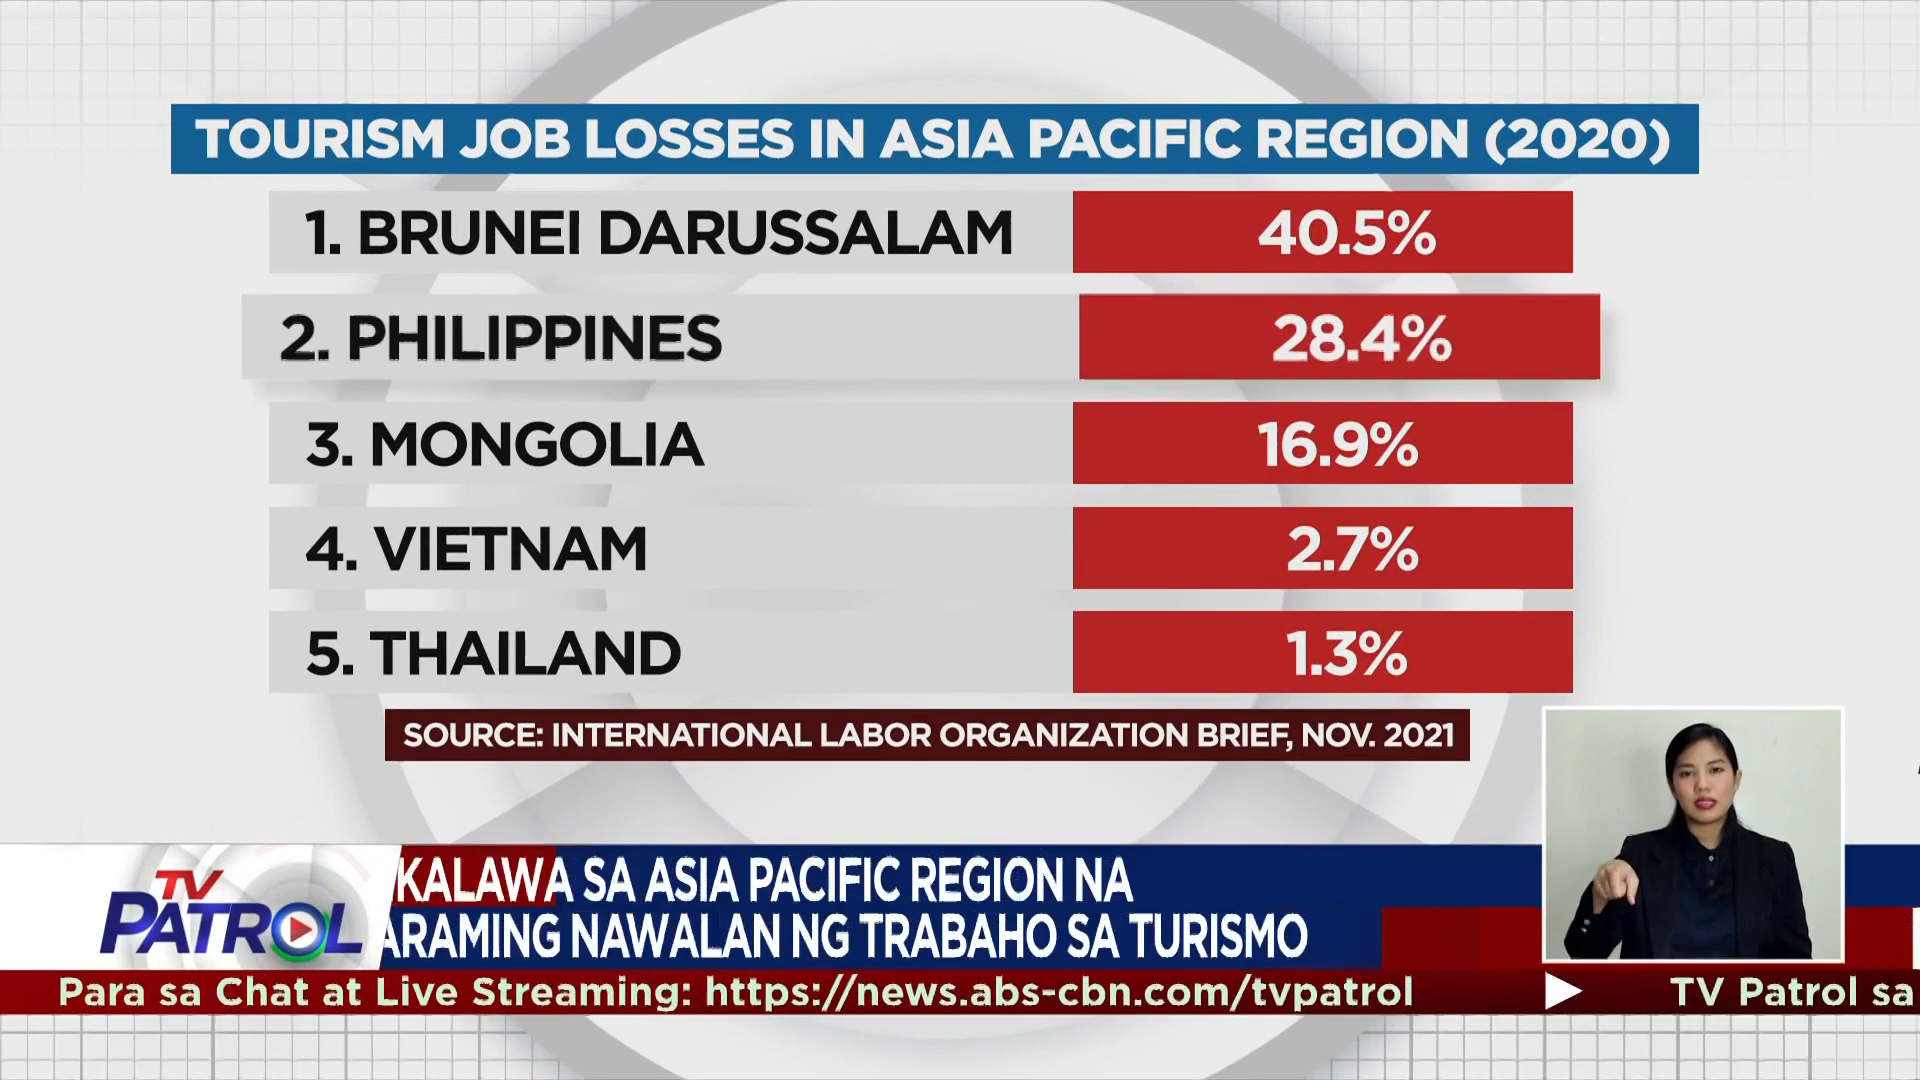 TOURISM JOB LOSSES IN ASIA PACIFIC REGION (2020)
1. BRUNEI DARUSSALAM 40.5%
2. PHILIPPINES 28.4%
3. MONGOLIA 16.9%
4. VIETNAM 2.7%
5. THAILAND 1.3%
SOURCE: INTERNATIONAL LABOR ORGANIZATION BRIEF, NOV. 2021
TV PATROL
KALAWA SA ASIA PACIFIC REGION NA
ARAMING NAWALAN NG TRABAHO SA TURISMO
Para sa Chat at Live Streaming: https://news.abs-cbn.com/tvpatrol TV Patrol sa